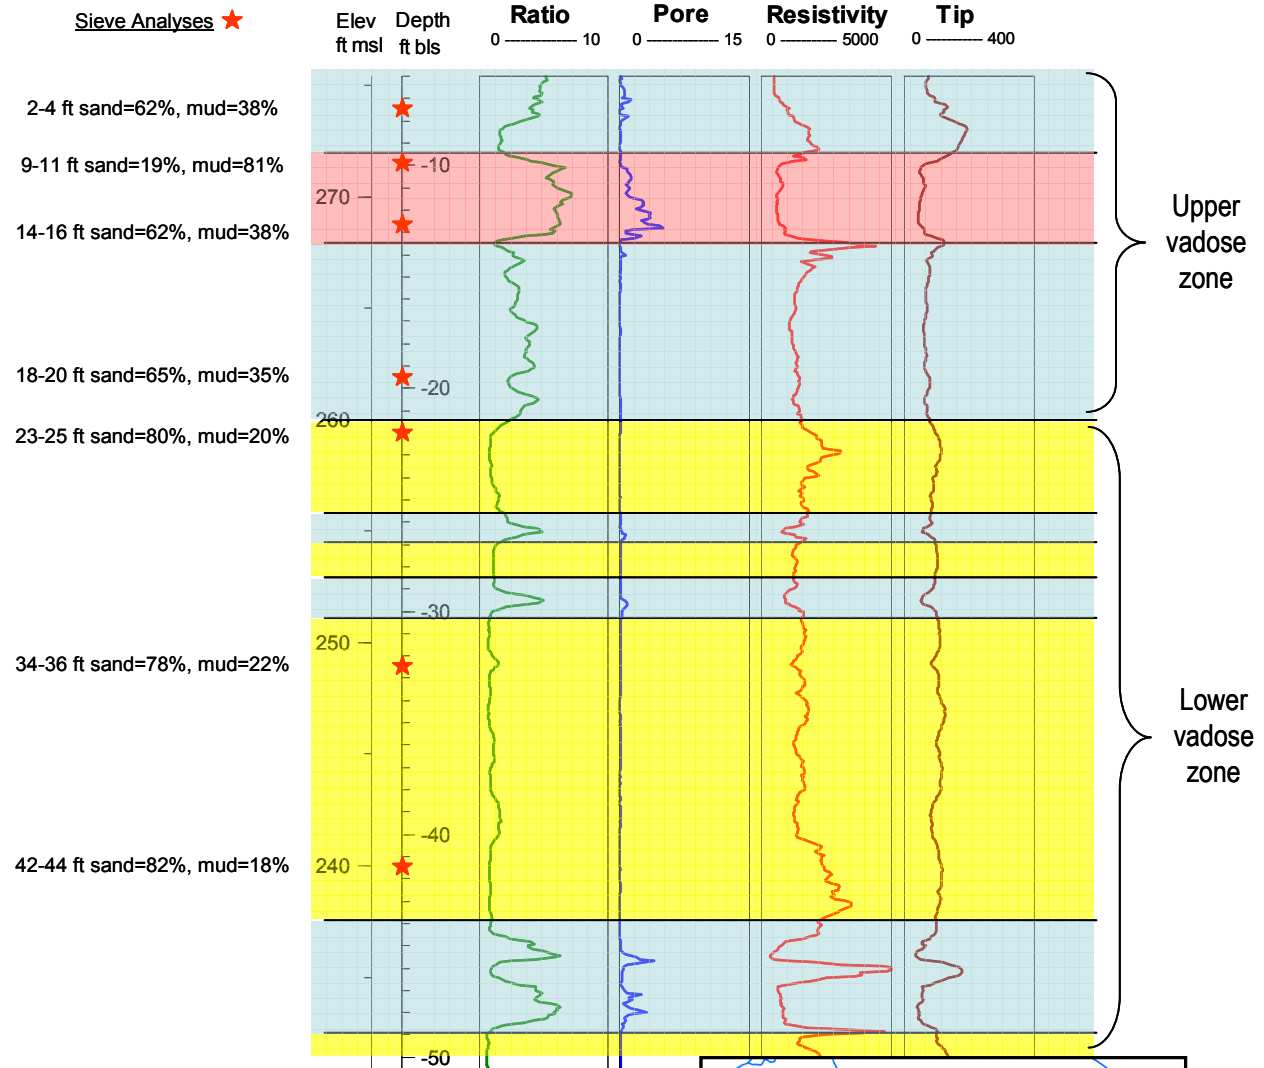 Sieve Analyses
Elev
ft msl
Depth
ft bls
Ratio
0 ------------- 10
Pore
0 ------------- 15
Resistivity
0 ---------- 5000
Tip
0 ----------- 400
2-4 ft sand=62%, mud=38%
9-11 ft sand=19%, mud=81%
-10
270
14-16 ft sand=62%, mud=38%
Upper
vadose
zone
18-20 ft sand=65%, mud=35%
-20
260
23-25 ft sand=80%, mud=20%
-30
250
34-36 ft sand=78%, mud=22%
Lower
vadose
zone
-40
240
42-44 ft sand=82%, mud=18%
-50